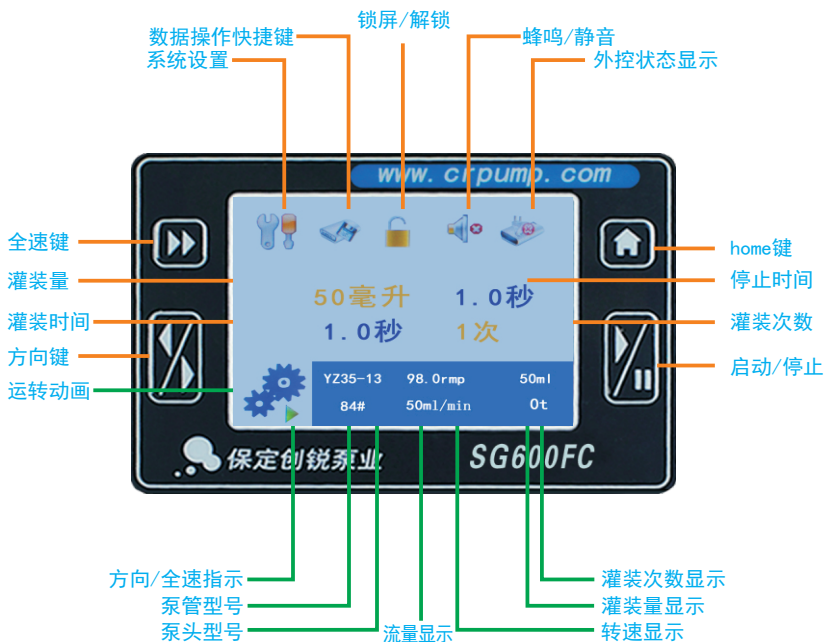 锁屏/解锁
数据操作快捷键
蜂鸣/静音
系统设置
外控状态显示
www.crpump.com
全速键
home键
灌装量
停止时间
50毫升
1.0秒
灌装时间
灌装次数
1.0秒
1次
方向键
启动/停止
运转动画
YZ35-13
98.0rmp
50ml
84#
50ml/min
0t
保定创锐泵业
SG600FC
方向/全速指示
灌装次数显示
泵管型号
灌装量显示
泵头型号
流量显示
转速显示